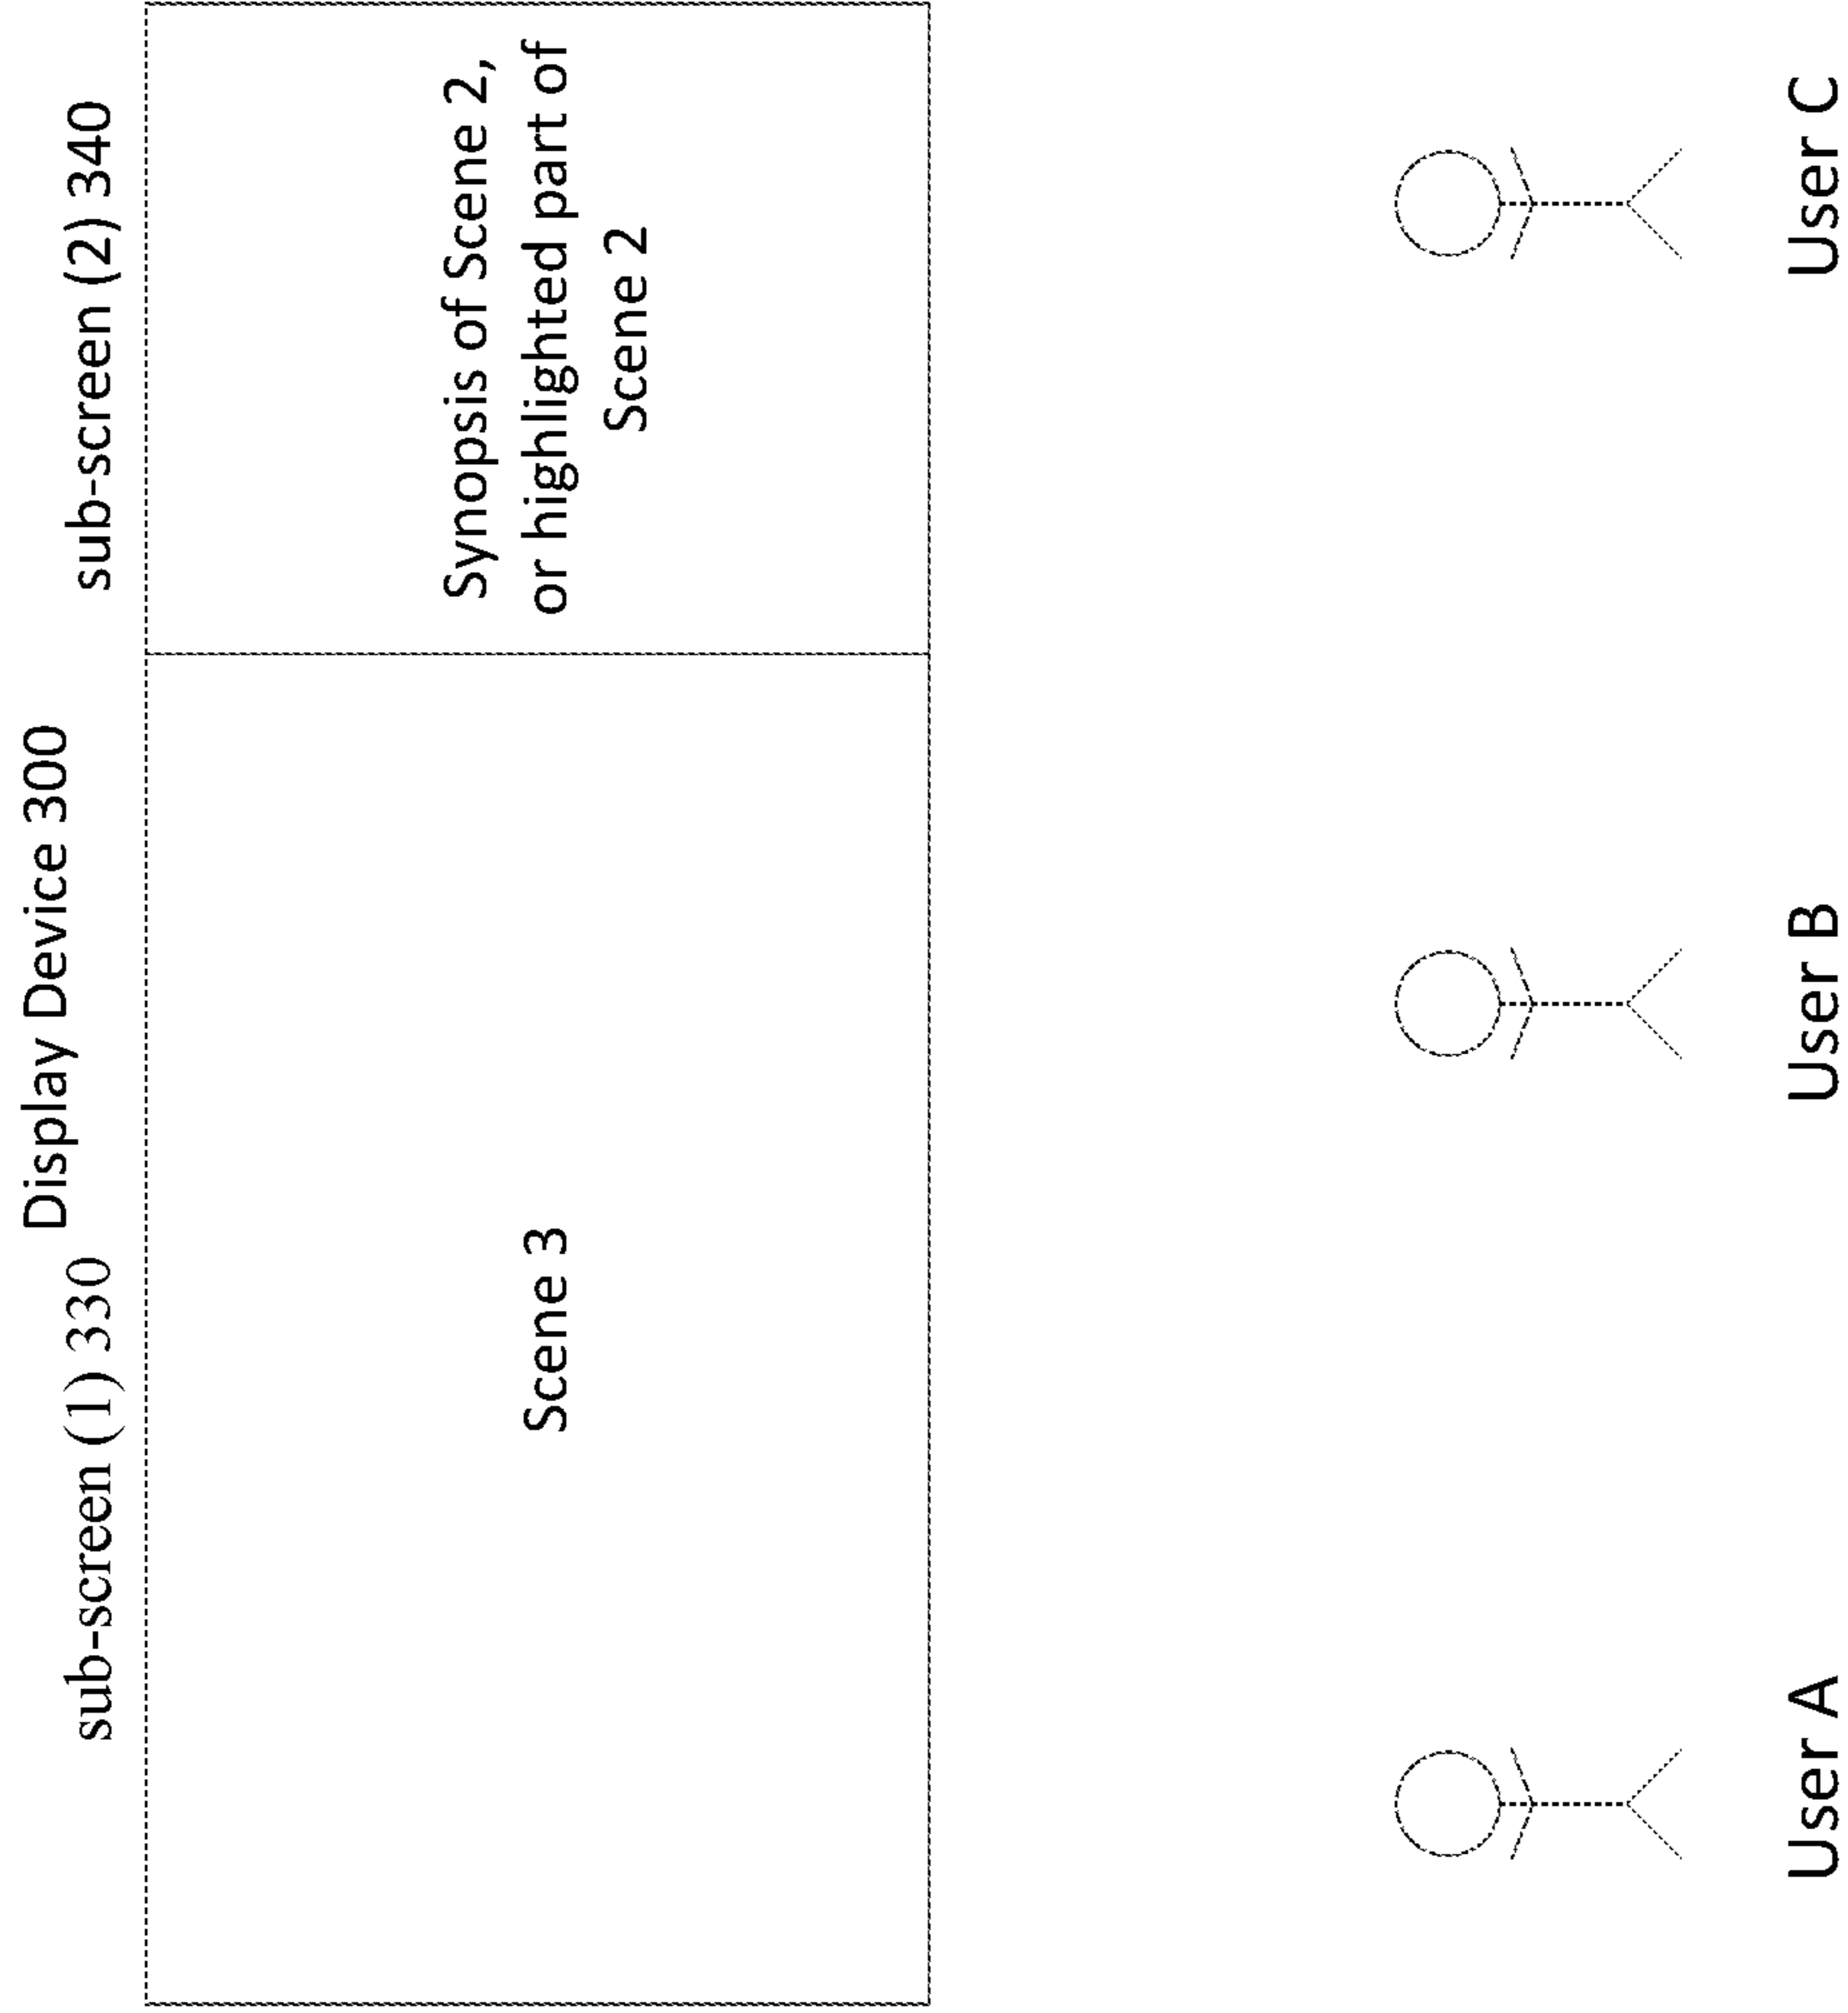 Display Device 300
sub-screen (1) 330
sub-screen (2) 340
Scene 3
Synopsis of Scene 2,
or highlighted part of
Scene 2
User A
User B
User C